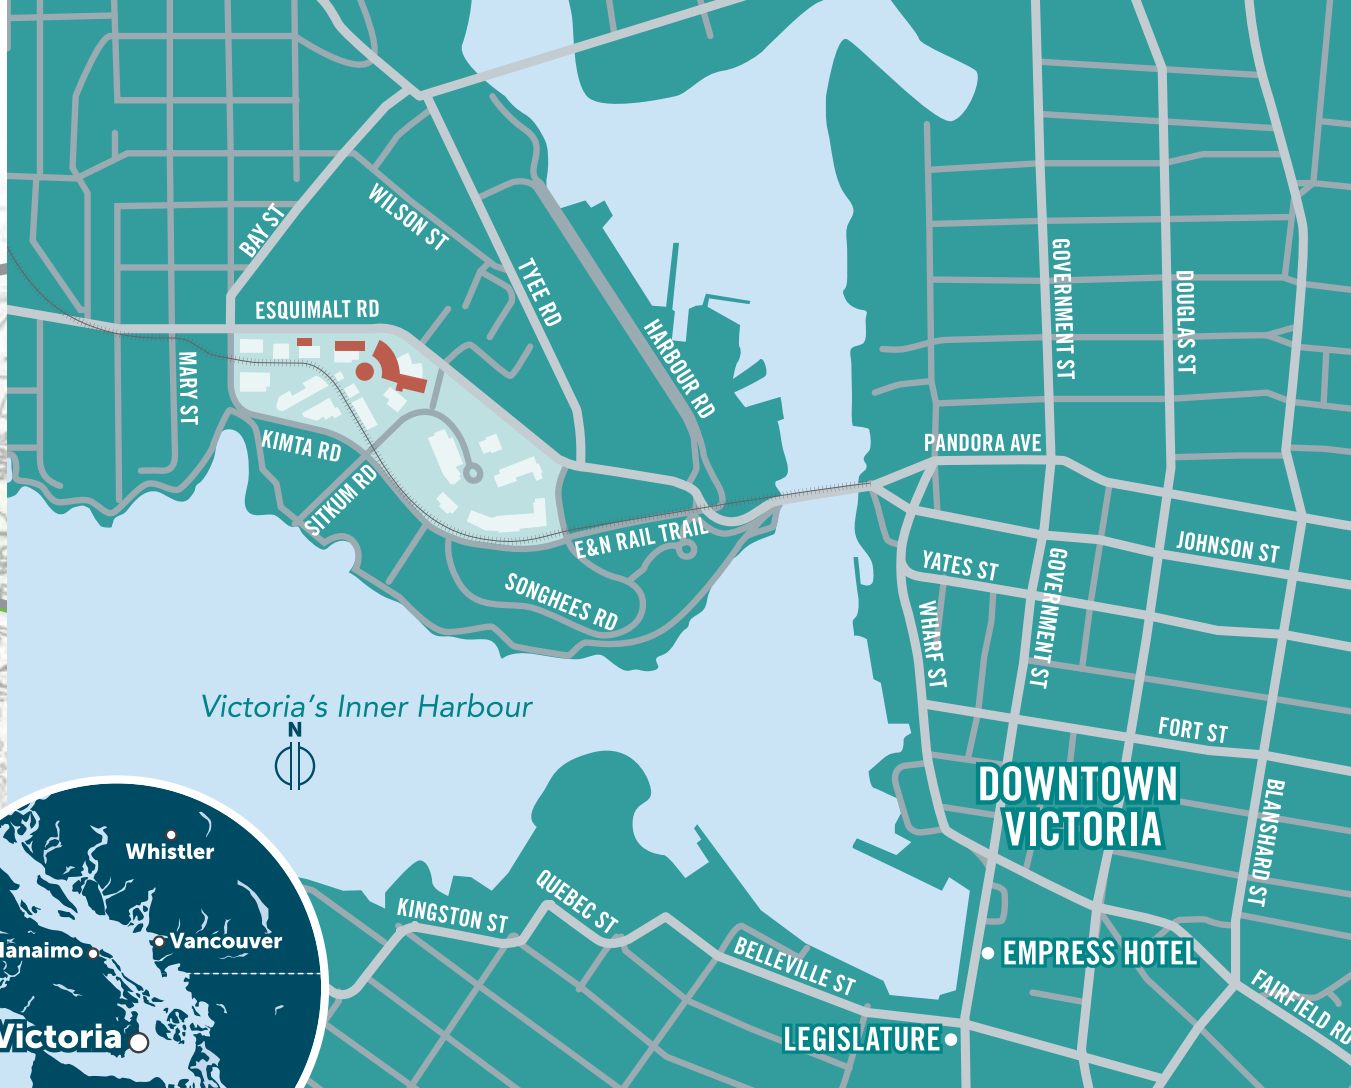 BAY ST
WILSON ST
TYEE RD
HARBOUR RD
ESQUIMALT RD
MARY ST
KIMTA RD
SITKUM RD
E&N RAIL TRAIL
SONGHEES RD
GOVERNMENT ST
DOUGLAS ST
PANDORA AVE
JOHNSON ST
YATES ST
GOVERNMENT ST
WHARF ST
FORT ST
BLANSHARD ST
Victoria's Inner Harbour
N
DOWNTOWN
VICTORIA
KINGSTON ST
QUEBEC ST
BELLEVILLE ST
EMPRESS HOTEL
FAIRFIELD RD
LEGISLATURE
Whistler
Vancouver
Nanaimo
Victoria